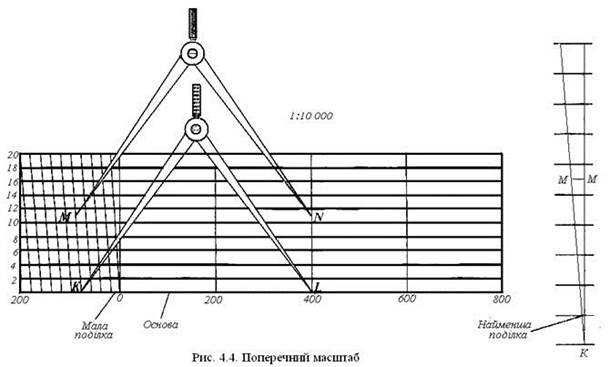 1:10 000
20
18
16
14
12
10
8
6
4
2
M
N
K
L
200
0
200
400
600
800
Мала
поділка
Основа
M
M
Найменша
поділка
K
Рис. 4.4. Поперечний масштаб